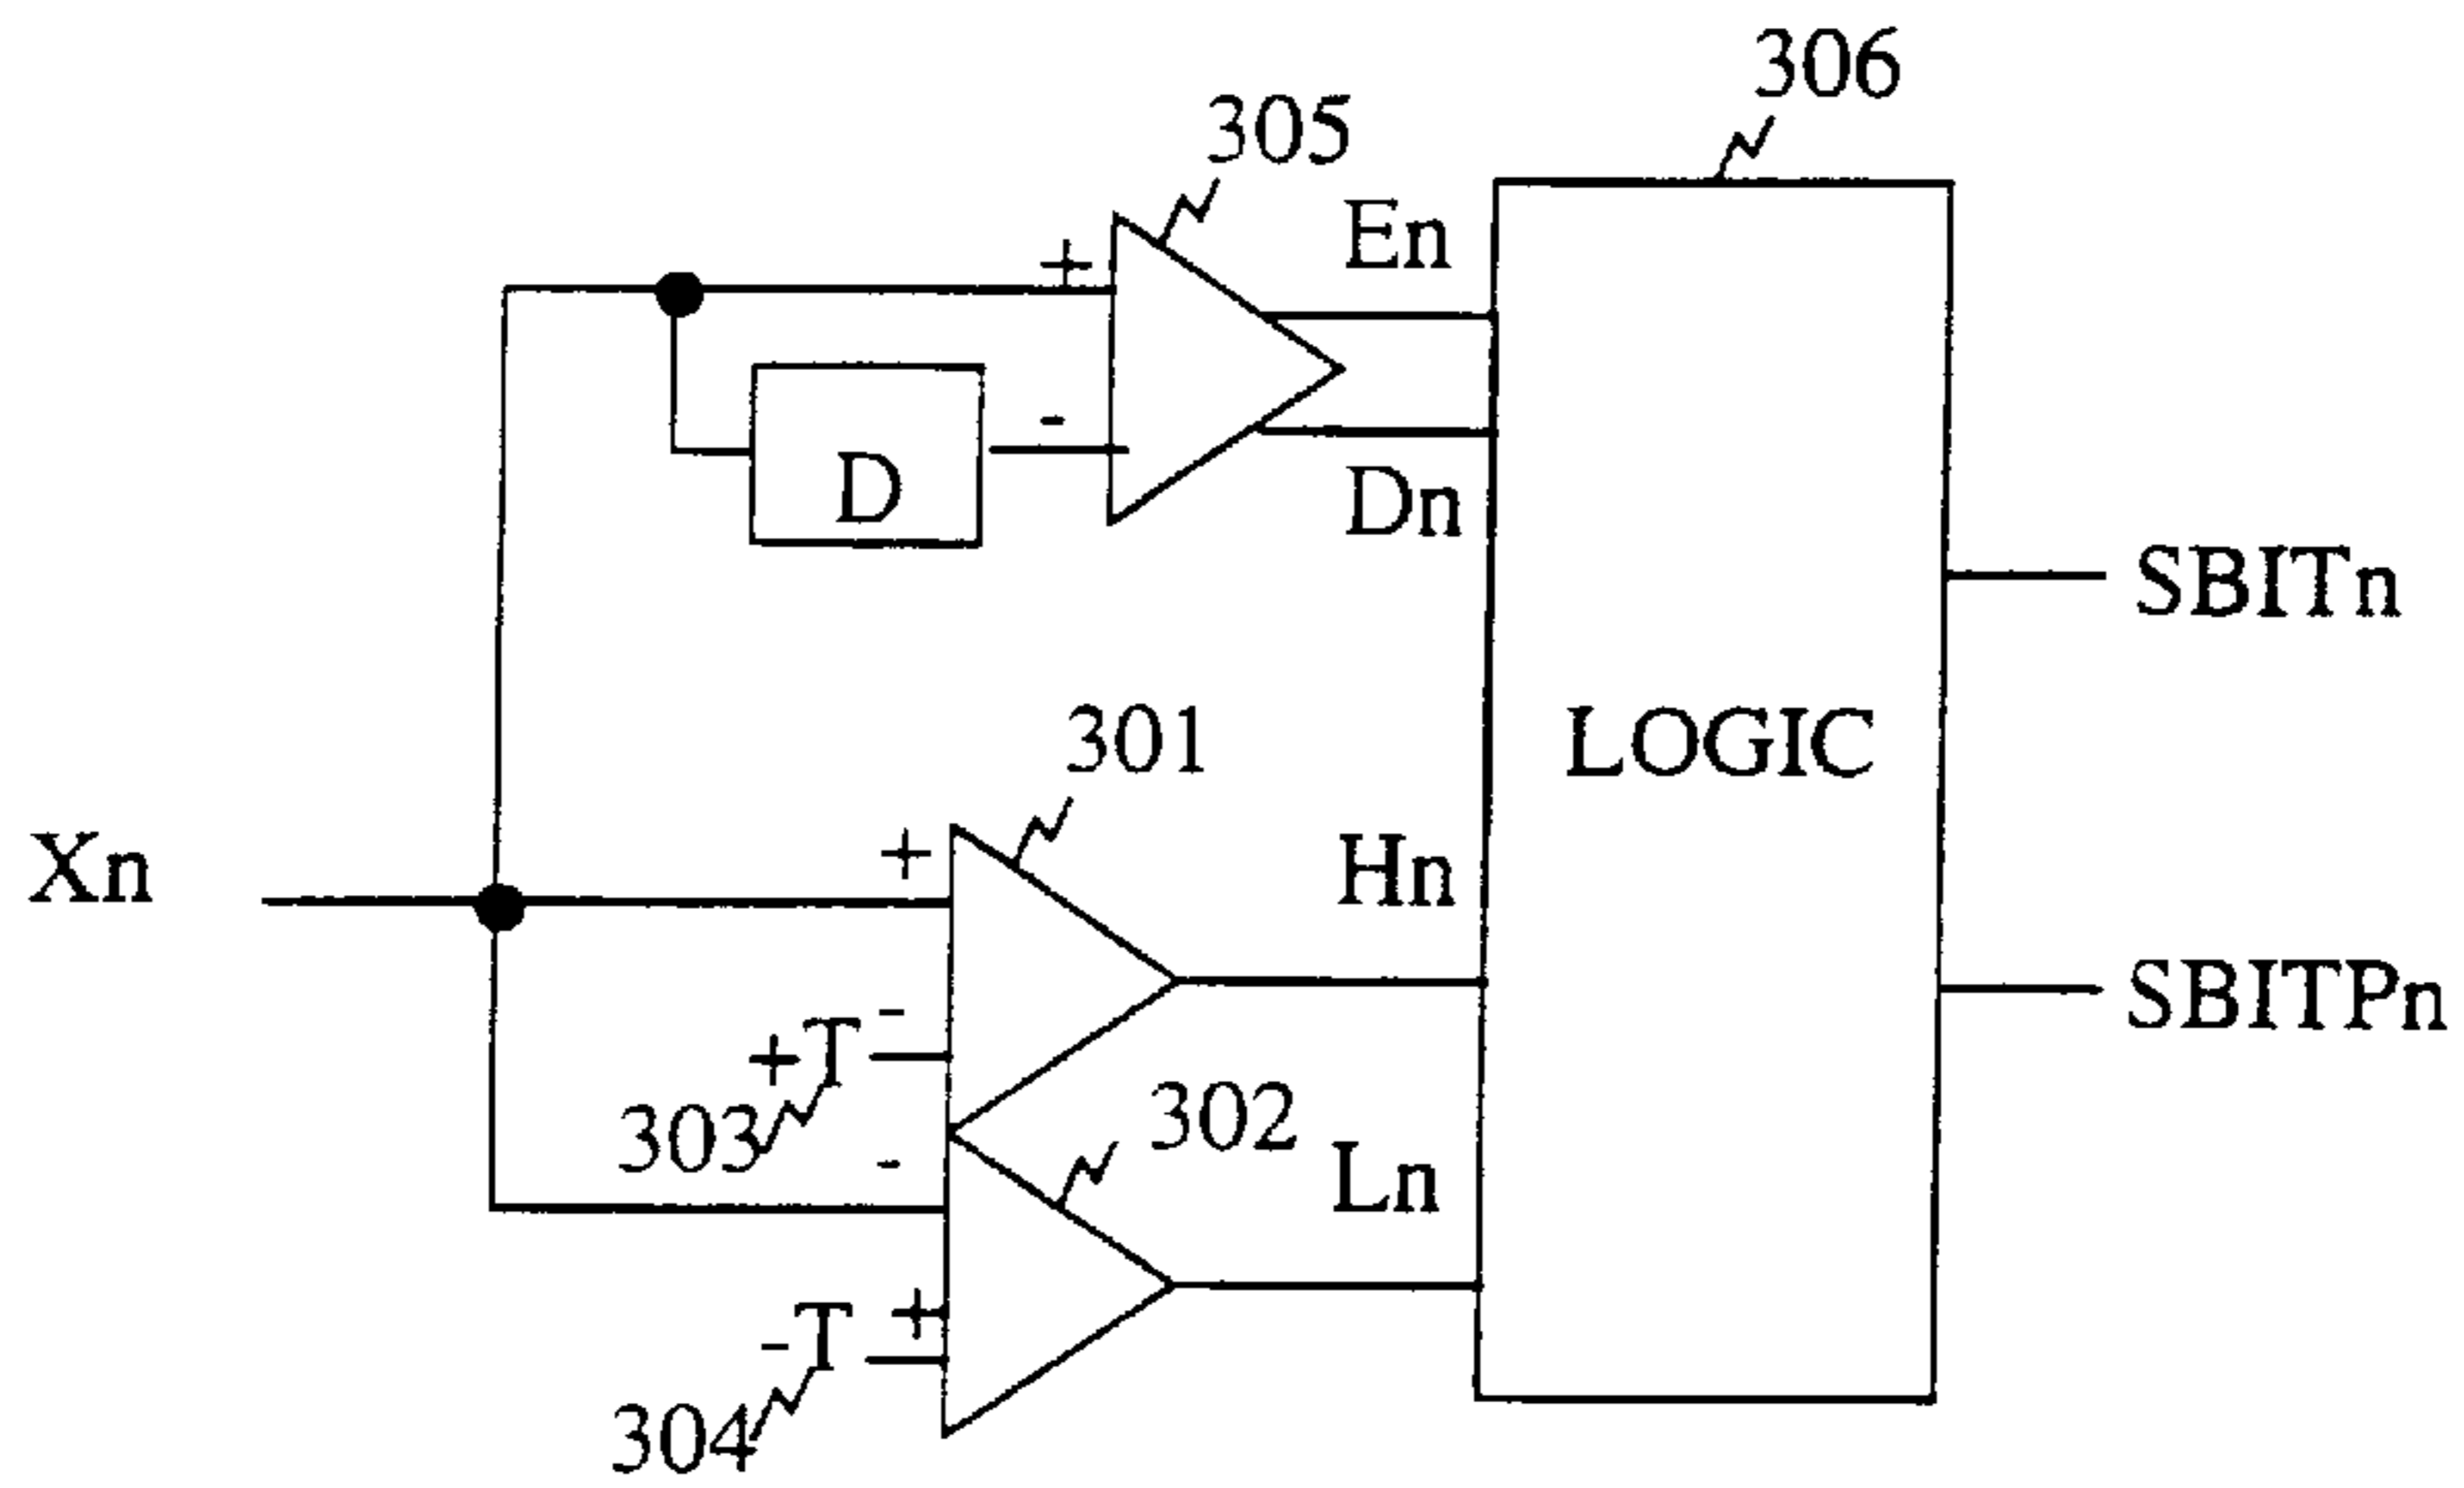 306
305
En
+
-
D
Dn
SBITn
301
LOGIC
Xn
+
Hn
-
+T
SBITPn
303
302
-
Ln
+
-T
304